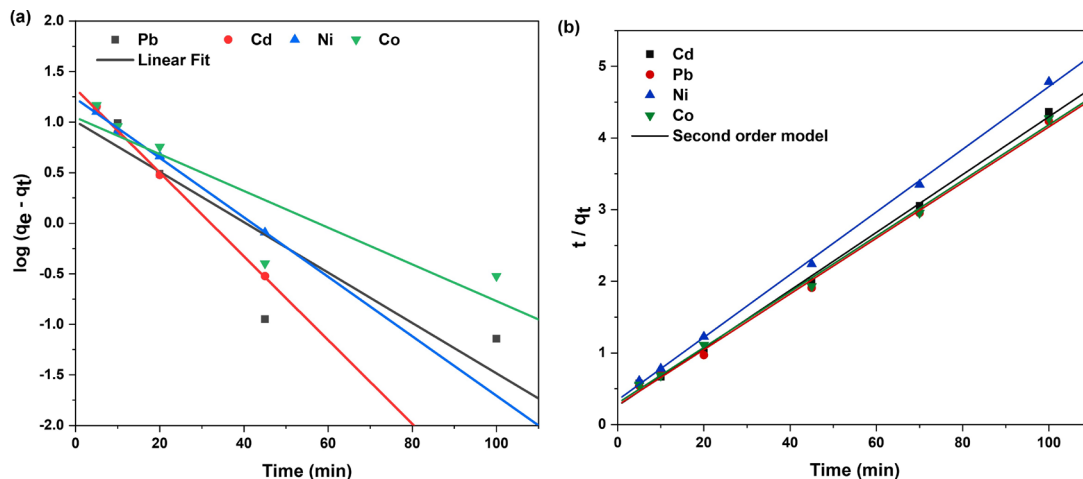 (a)
Pb Cd Ni Co
Linear Fit
log (qe - qt)
2.0
1.5
1.0
0.5
0.0
-0.5
-1.0
-1.5
-2.0
0 20 40 60 80 100
Time (min)
(b)
Cd
Pb
Ni
Co
Second order model
t / qt
5
4
3
2
1
0
0 20 40 60 80 100
Time (min)